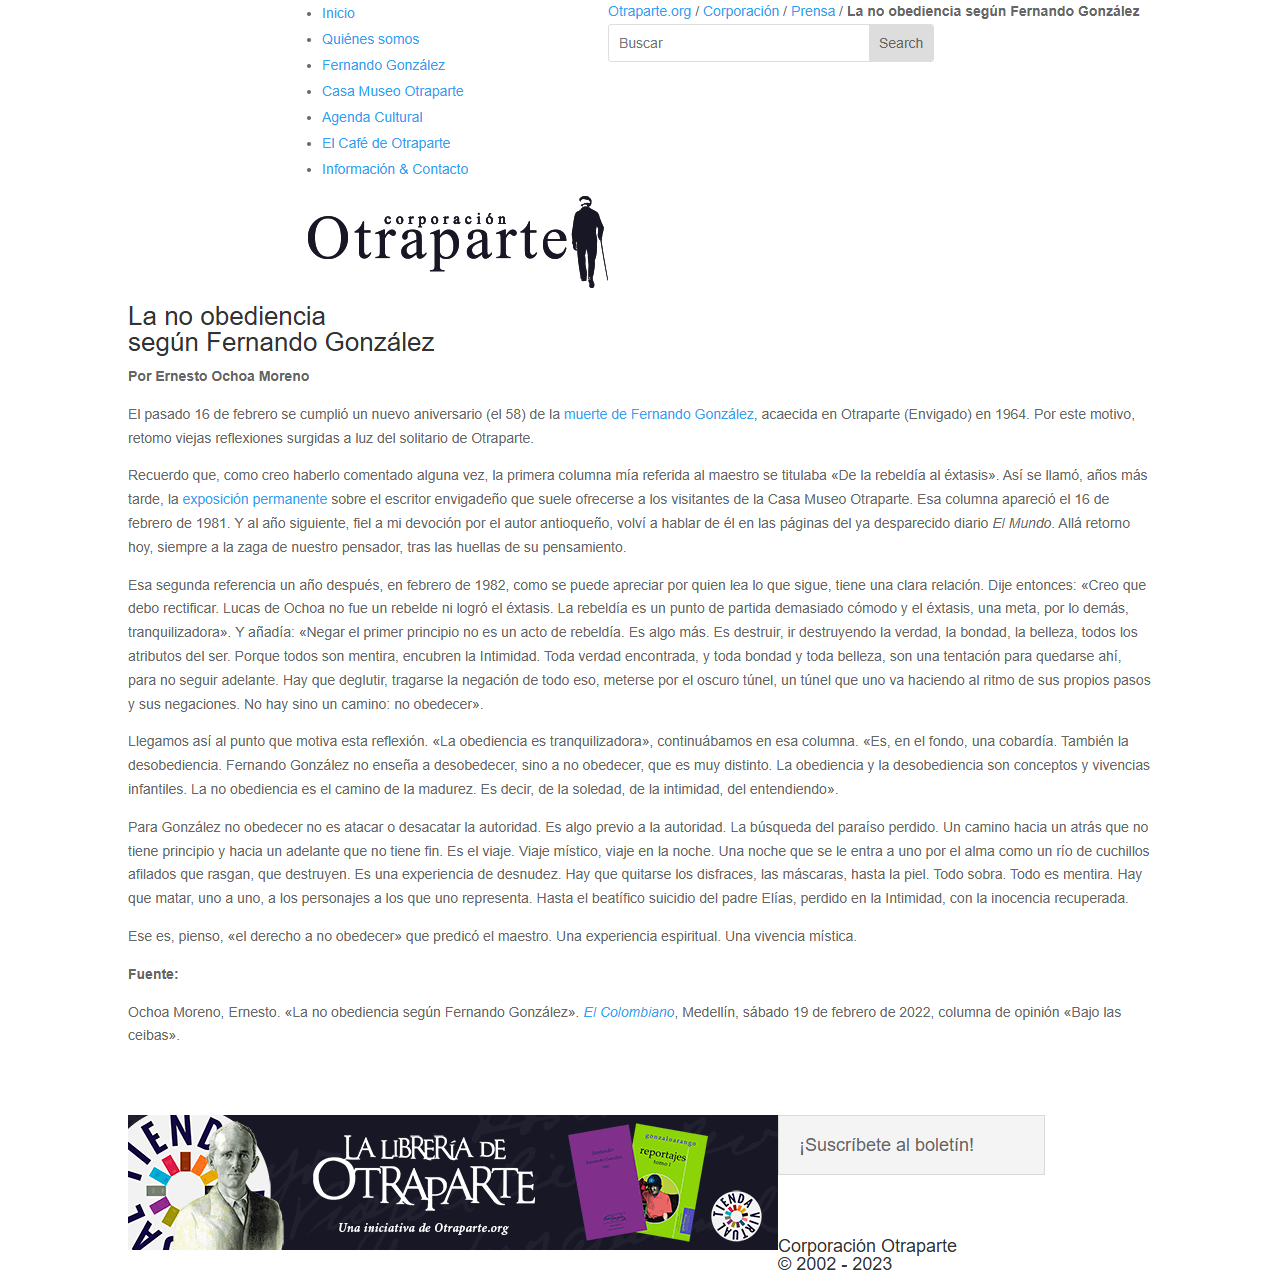 Inicio
Quiénes somos
Fernando González
Casa Museo Otraparte
Agenda Cultural
El Café de Otraparte
Información & Contacto
Otraparte.org / Corporación / Prensa / La no obediencia según Fernando González
Buscar
Search
corporación
Otraparte
La no obediencia
según Fernando González
Por Ernesto Ochoa Moreno
El pasado 16 de febrero se cumplió un nuevo aniversario (el 58) de la muerte de Fernando González, acaecida en Otraparte (Envigado) en 1964. Por este motivo,
retomo viejas reflexiones surgidas a luz del solitario de Otraparte.
Recuerdo que, como creo haberlo comentado alguna vez, la primera columna mía referida al maestro se titulaba «De la rebeldía al éxtasis». Así se llamó, años más
tarde, la exposición permanente sobre el escritor envigadeño que suele ofrecerse a los visitantes de la Casa Museo Otraparte. Esa columna apareció el 16 de
febrero de 1981. Y al año siguiente, fiel a mi devoción por el autor antioqueño, volví a hablar de él en las páginas del ya desparecido diario El Mundo. Allá retorno
hoy, siempre a la zaga de nuestro pensador, tras las huellas de su pensamiento.
Esa segunda referencia un año después, en febrero de 1982, como se puede apreciar por quien lea lo que sigue, tiene una clara relación. Dije entonces: «Creo que
debo rectificar. Lucas de Ochoa no fue un rebelde ni logró el éxtasis. La rebeldía es un punto de partida demasiado cómodo y el éxtasis, una meta, por lo demás,
tranquilizadora». Y añadía: «Negar el primer principio no es un acto de rebeldía. Es algo más. Es destruir, ir destruyendo la verdad, la bondad, la belleza, todos los
atributos del ser. Porque todos son mentira, encubren la Intimidad. Toda verdad encontrada, y toda bondad y toda belleza, son una tentación para quedarse ahí,
para no seguir adelante. Hay que deglutir, tragarse la negación de todo eso, meterse por el oscuro túnel, un túnel que uno va haciendo al ritmo de sus propios pasos
y sus negaciones. No hay sino un camino: no obedecer».
Llegamos así al punto que motiva esta reflexión. «La obediencia es tranquilizadora», continuábamos en esa columna. «Es, en el fondo, una cobardía. También la
desobediencia. Fernando González no enseña a desobedecer, sino a no obedecer, que es muy distinto. La obediencia y la desobediencia son conceptos y vivencias
infantiles. La no obediencia es el camino de la madurez. Es decir, de la soledad, de la intimidad, del entendiendo».
Para González no obedecer no es atacar o desacatar la autoridad. Es algo previo a la autoridad. La búsqueda del paraíso perdido. Un camino hacia un atrás que no
tiene principio y hacia un adelante que no tiene fin. Es el viaje. Viaje místico, viaje en la noche. Una noche que se le entra a uno por el alma como un río de cuchillos
afilados que rasgan, que destruyen. Es una experiencia de desnudez. Hay que quitarse los disfraces, las máscaras, hasta la piel. Todo sobra. Todo es mentira. Hay
que matar, uno a uno, a los personajes a los que uno representa. Hasta el beatífico suicidio del padre Elías, perdido en la Intimidad, con la inocencia recuperada.
Ese es, pienso, «el derecho a no obedecer» que predicó el maestro. Una experiencia espiritual. Una vivencia mística.
Fuente:
Ochoa Moreno, Ernesto. «La no obediencia según Fernando González». El Colombiano, Medellín, sábado 19 de febrero de 2022, columna de opinión «Bajo las
ceibas».
LA LIBRERÍA DE
OTRAPARTE
Una iniciativa de Otraparte.org
gonzaloarango
reportajes
tomo I
TIENDA
VIRTUAL
¡Suscríbete al boletín!
Corporación Otraparte
© 2002 - 2023